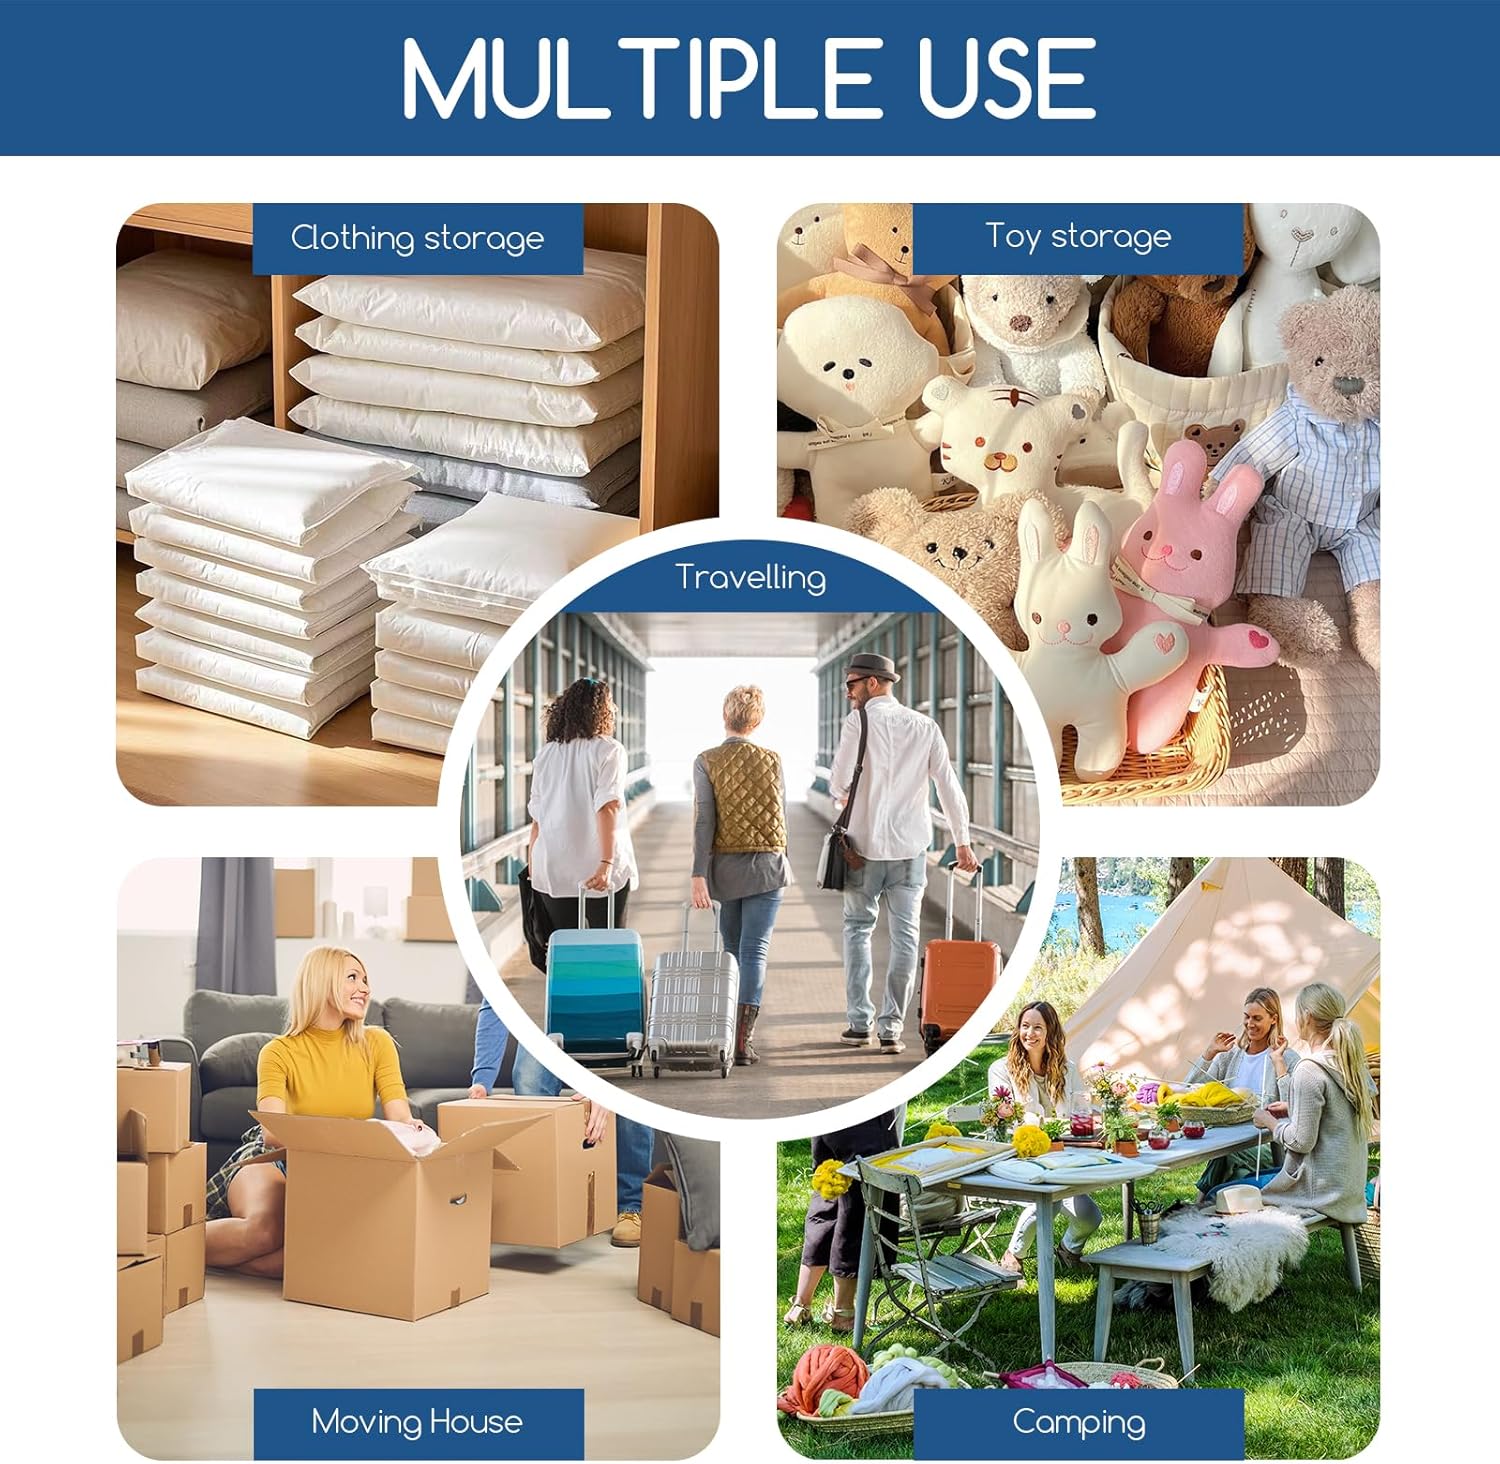 MULTIPLE USE
Clothing storage
Toy storage
Travelling
Moving House
Camping